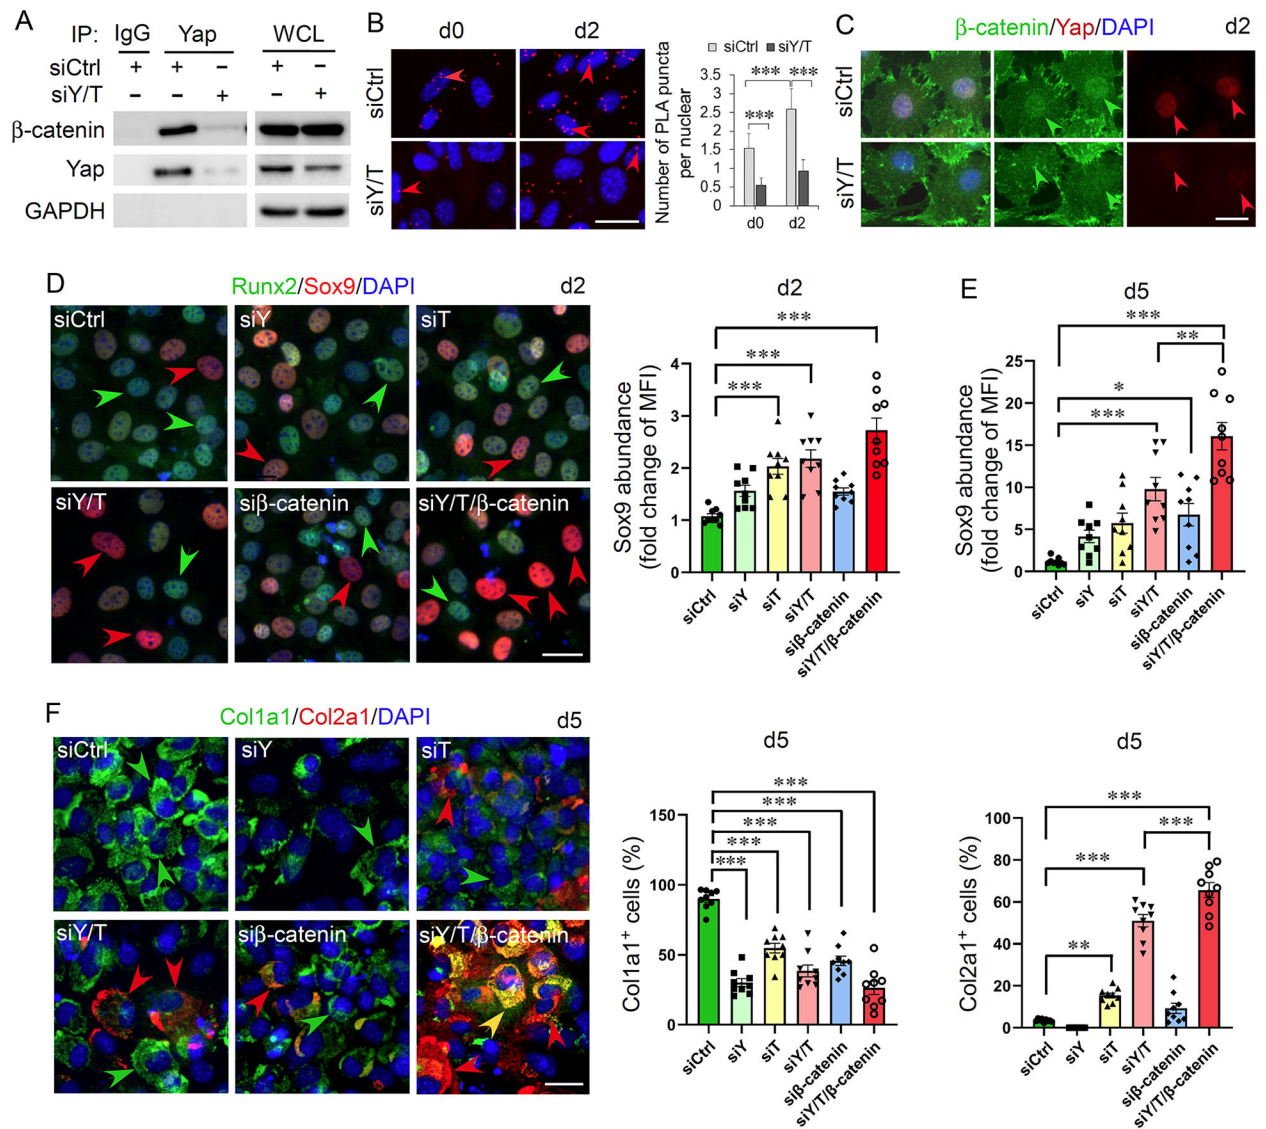 A
IP: IgG Yap WCL
siCtrl + + − + −
siY/T − − + − +
β-catenin
Yap
GAPDH
B
d0 d2
siCtrl
siY/T
siCtrl siY/T
Number of PLA puncta
per nuclear
3.5
3
2.5
2
1.5
1
0.5
0
*** ***
***
d0 d2
C
β-catenin/Yap/DAPI d2
siCtrl
siY/T
D
Runx2/Sox9/DAPI d2
siCtrl siY siT
siY/T siβ-catenin siY/T/β-catenin
d2
Sox9 abundance
(fold change of MFI)
4
3
2
1
0
***
***
***
siCtrl
siY
siT
siY/T
siβ-catenin
siY/T/β-catenin
E
d5
Sox9 abundance
(fold change of MFI)
25
20
15
10
5
0
***
**
*
***
siCtrl
siY
siT
siY/T
siβ-catenin
siY/T/β-catenin
F
Col1a1/Col2a1/DAPI d5
siCtrl siY siT
siY/T siβ-catenin siY/T/β-catenin
d5
Col1a1+ cells (%)
150
100
50
0
***
***
***
***
***
siCtrl
siY
siT
siY/T
siβ-catenin
siY/T/β-catenin
d5
Col2a1+ cells (%)
100
80
60
40
20
0
***
***
***
**
siCtrl
siY
siT
siY/T
siβ-catenin
siY/T/β-catenin